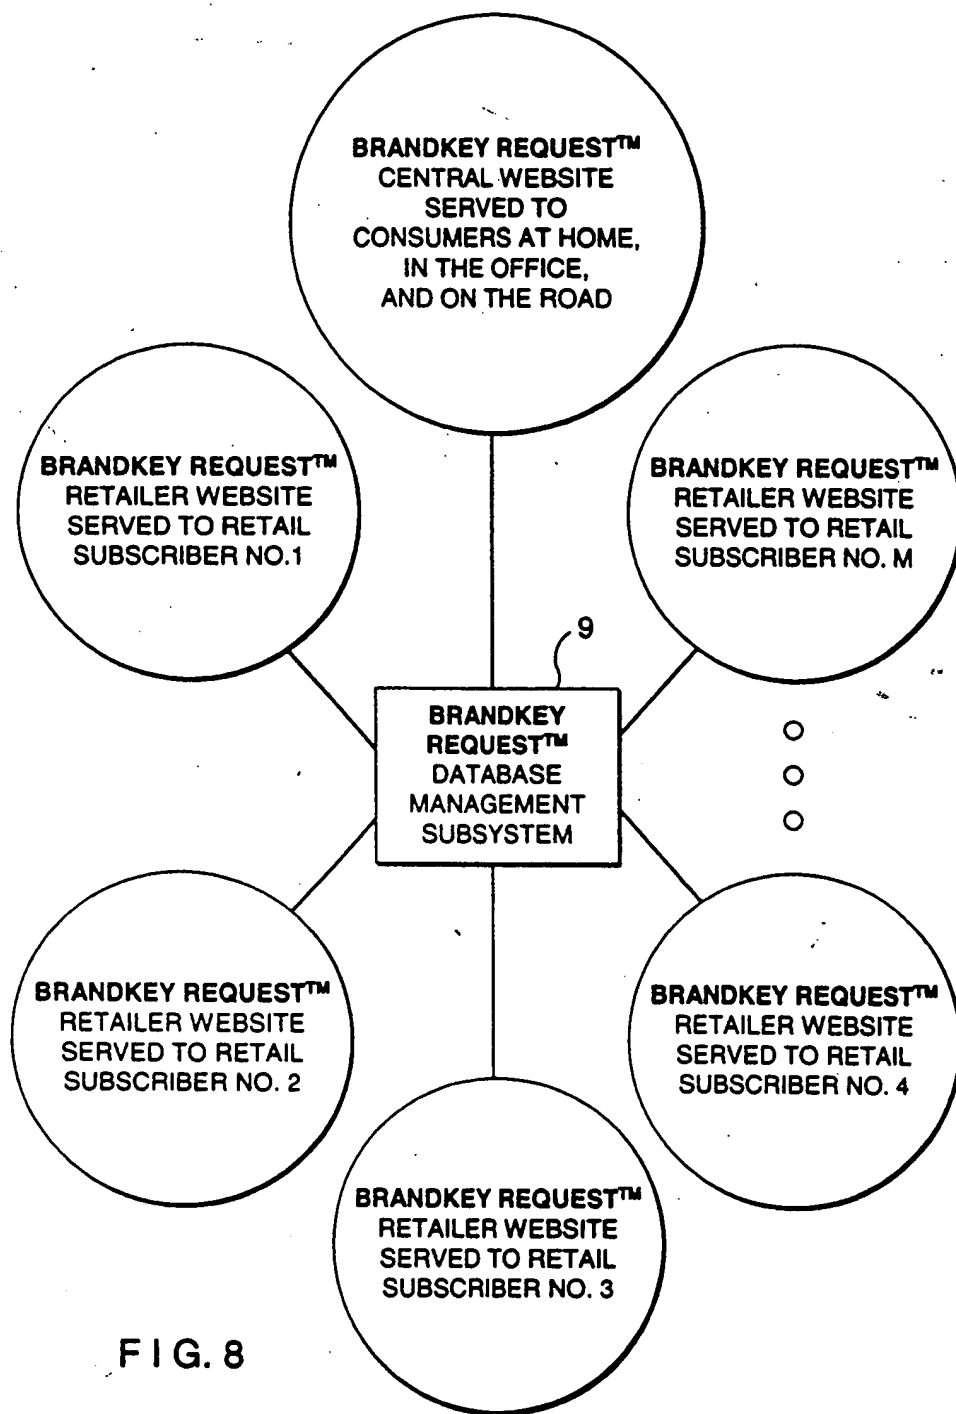 BRANDKEY REQUEST™
CENTRAL WEBSITE
SERVED TO
CONSUMERS AT HOME,
IN THE OFFICE,
AND ON THE ROAD
BRANDKEY REQUEST™
RETAILER WEBSITE
SERVED TO RETAIL
SUBSCRIBER NO.1
BRANDKEY REQUEST™
RETAILER WEBSITE
SERVED TO RETAIL
SUBSCRIBER NO. M
9
BRANDKEY
REQUEST™
DATABASE
MANAGEMENT
SUBSYSTEM
BRANDKEY REQUEST™
RETAILER WEBSITE
SERVED TO RETAIL
SUBSCRIBER NO. 2
BRANDKEY REQUEST™
RETAILER WEBSITE
SERVED TO RETAIL
SUBSCRIBER NO. 4
BRANDKEY REQUEST™
RETAILER WEBSITE
SERVED TO RETAIL
SUBSCRIBER NO. 3
FIG. 8